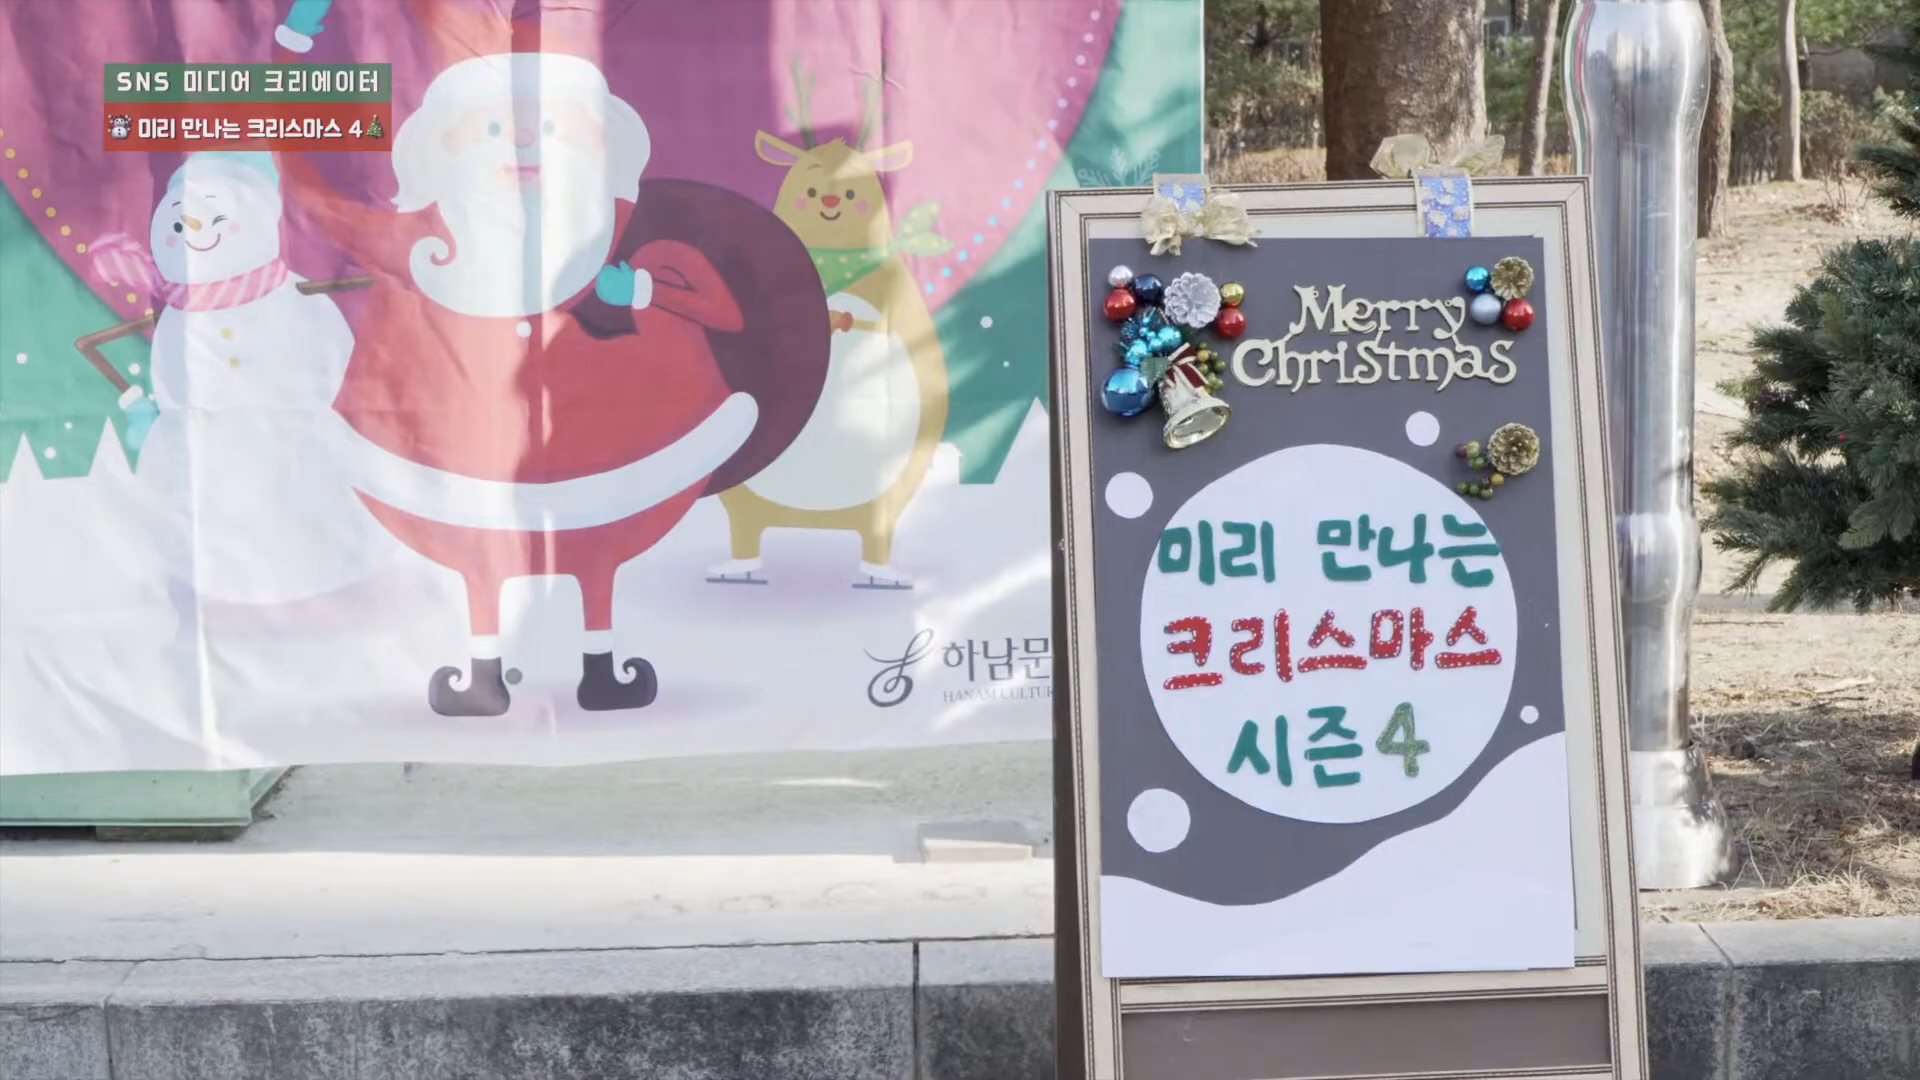 SNS 미디어 크리에이터
미리 만나는 크리스마스 4
하남문
HANAM CULTUR
Merry
Christmas
미리 만나는
크리스마스
시즌4